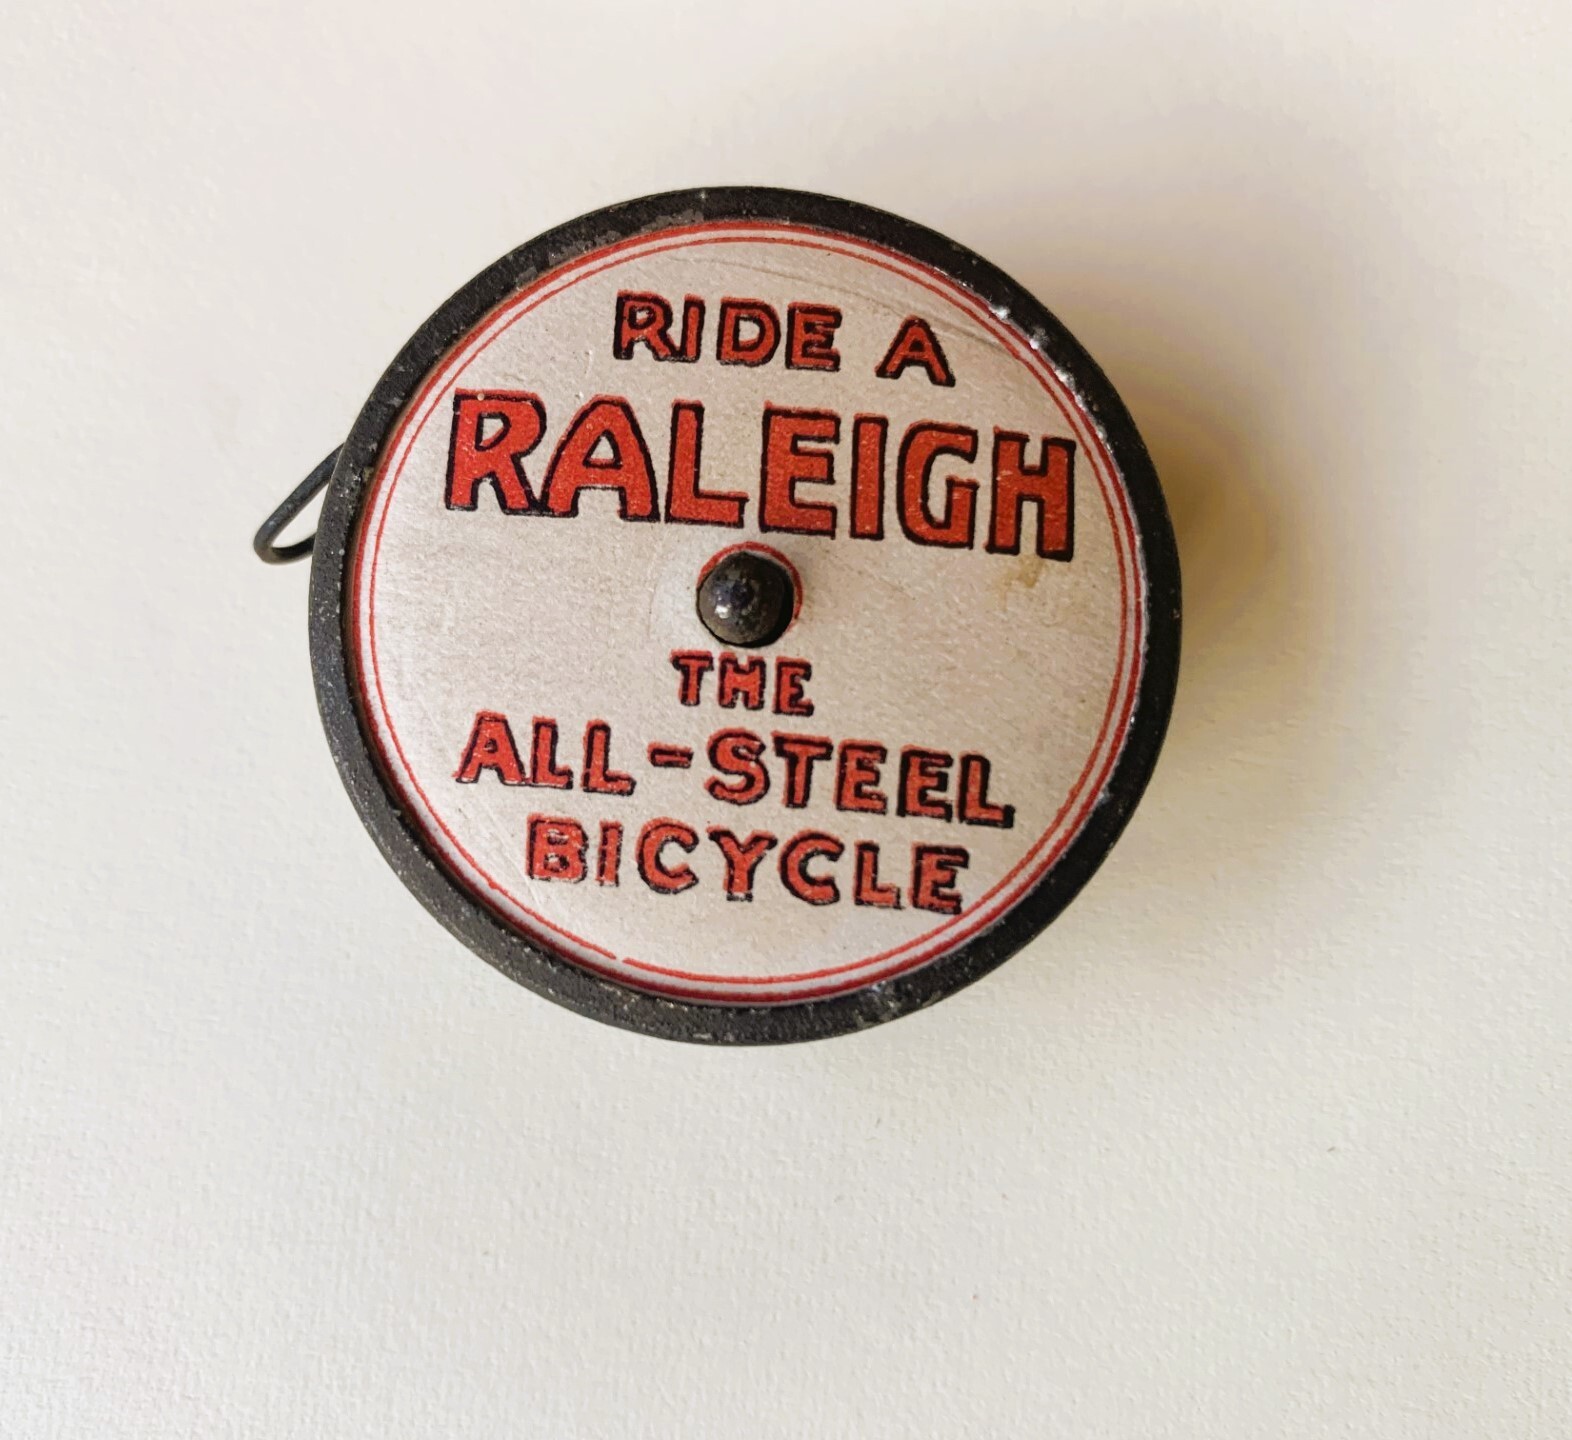 RIDE A
RALEIGH
THE
ALL-STEEL
BICYCLE